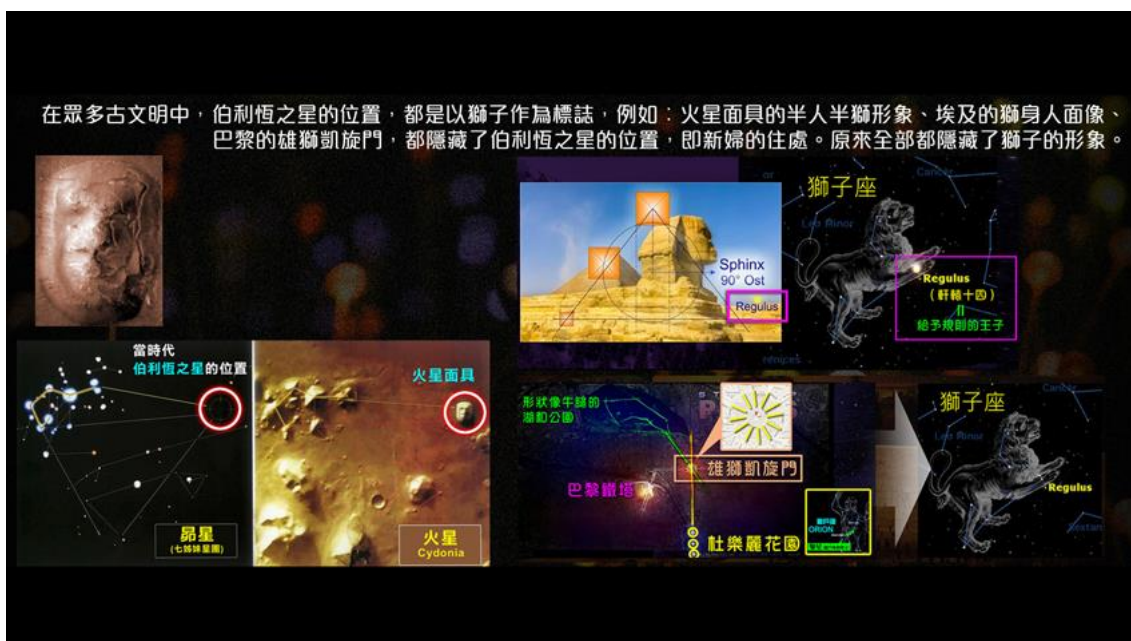 在眾多古文明中，伯利恆之星的位置，都是以獅子作為標誌，例如：火星面具的半人半獅形象、埃及的獅身人面像、
巴黎的雄獅凱旋門，都隱藏了伯利恆之星的位置，即新婦的住處。原來全部都隱藏了獅子的形象。
當時代
伯利恆之星的位置
昴星
(七姊妹星團)
火星面具
火星
Cydonia
Sphinx
90° Ost
Regulus
Cancer
獅子座
Leo Minor
Regulus
（軒轅十四）
〃
給予規則的王子
形狀像牛鎚的
湖和公園
雄獅凱旋門
巴黎鐵塔
杜樂麗花園
ORION
Cancer
獅子座
Leo Minor
Regulus
Sextan